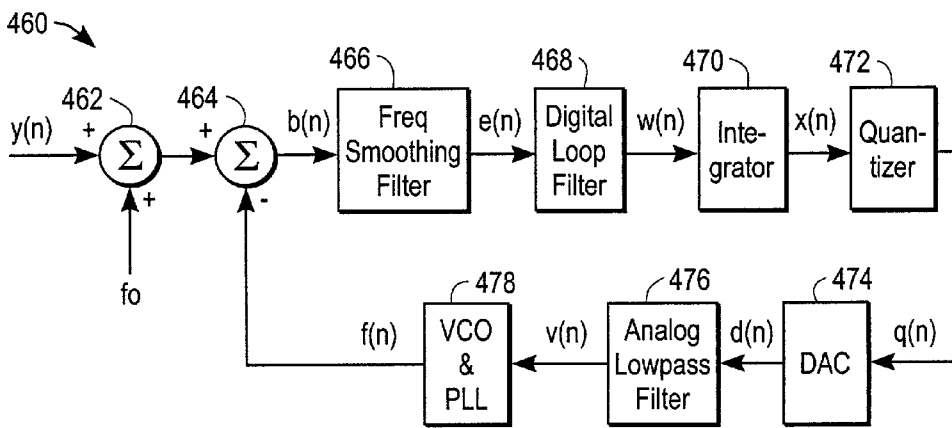 460
462
464
466
468
470
472
y(n)
+
Σ
+
+
Σ
-
b(n)
Freq
Smoothing
Filter
e(n)
Digital
Loop
Filter
w(n)
Inte-
grator
x(n)
Quan-
tizer
fo
478
476
474
f(n)
VCO
&
PLL
v(n)
Analog
Lowpass
Filter
d(n)
DAC
q(n)